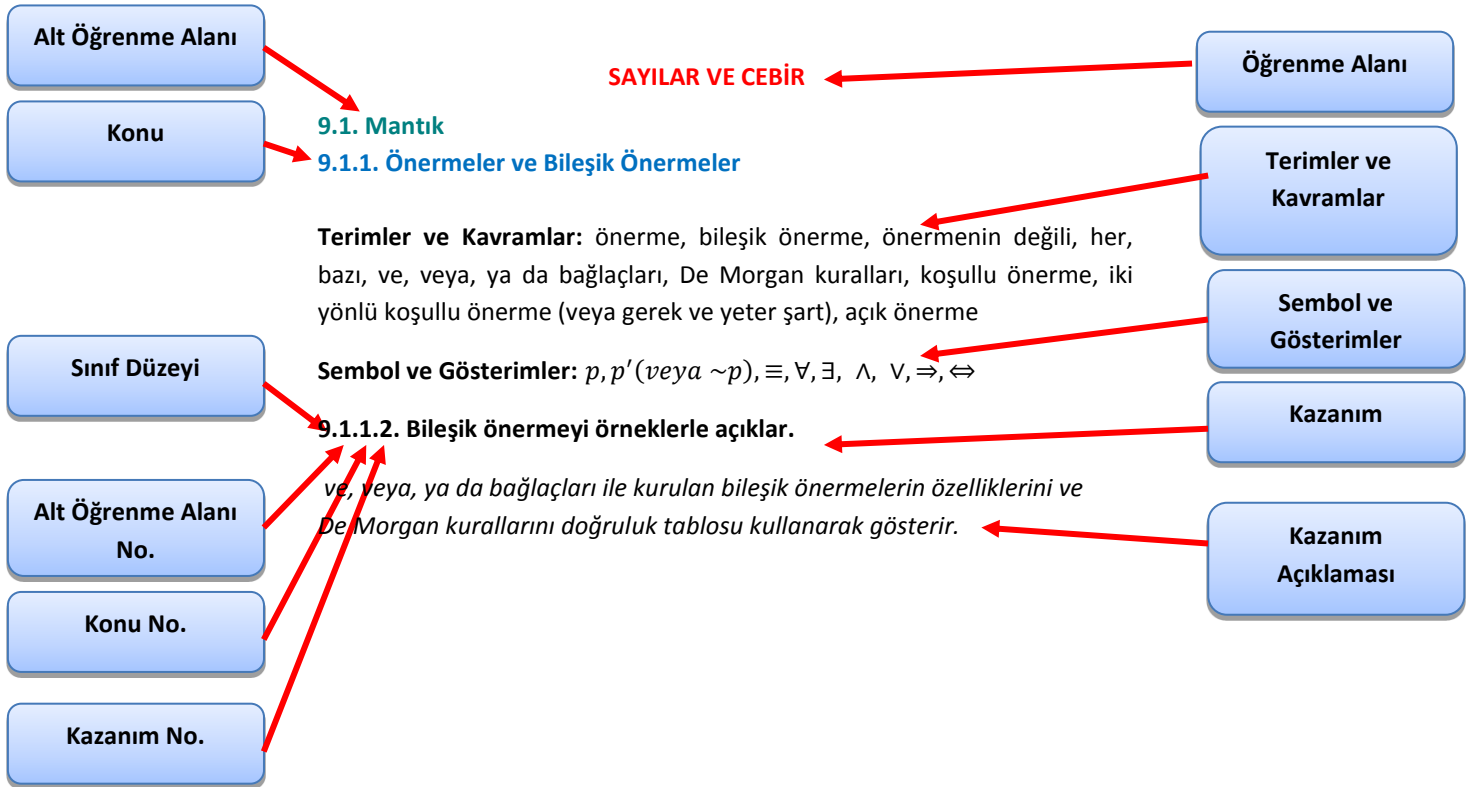 Alt Öğrenme Alanı
Öğrenme Alanı
SAYILAR VE CEBİR
Konu
9.1. Mantık
9.1.1. Önermeler ve Bileşik Önermeler
Terimler ve
Kavramlar
Terimler ve Kavramlar: önerme, bileşik önerme, önermenin değili, her,
bazı, ve, veya, ya da bağlaçları, De Morgan kuralları, koşullu önerme, iki
yönlü koşullu önerme (veya gerek ve yeter şart), açık önerme
Sembol ve
Gösterimler
Sınıf Düzeyi
Sembol ve Gösterimler: p, p′(veya ~p), ≡, ∀, ∃, ∧, ∨, ⇒, ⇔
Kazanım
9.1.1.2. Bileşik önermeyi örneklerle açıklar.
ve, veya, ya da bağlaçları ile kurulan bileşik önermelerin özelliklerini ve
De Morgan kurallarını doğruluk tablosu kullanarak gösterir.
Alt Öğrenme Alanı
No.
Kazanım
Açıklaması
Konu No.
Kazanım No.